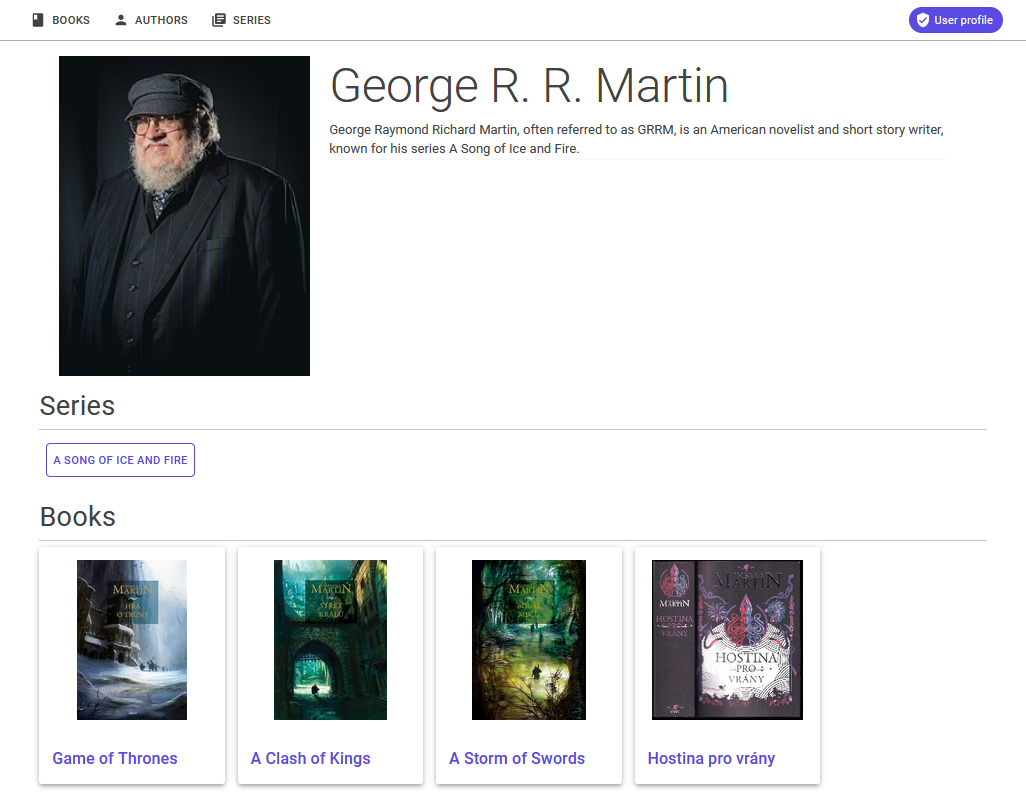 BOOKS
AUTHORS
SERIES
User profile
George R. R. Martin
George Raymond Richard Martin, often referred to as GRRM, is an American novelist and short story writer,
known for his series A Song of Ice and Fire.
Series
A SONG OF ICE AND FIRE
Books
MARTIN
HRA
O TRŮNY
MARTIN
STŘET
KRÁLŮ
MARTIN
BOUŘE
MEČŮ
MARTIN
HOSTINA
PRO
VRÁNY
MARTIN
HOSTINA
PRO
VRÁNY
Game of Thrones
A Clash of Kings
A Storm of Swords
Hostina pro vrány